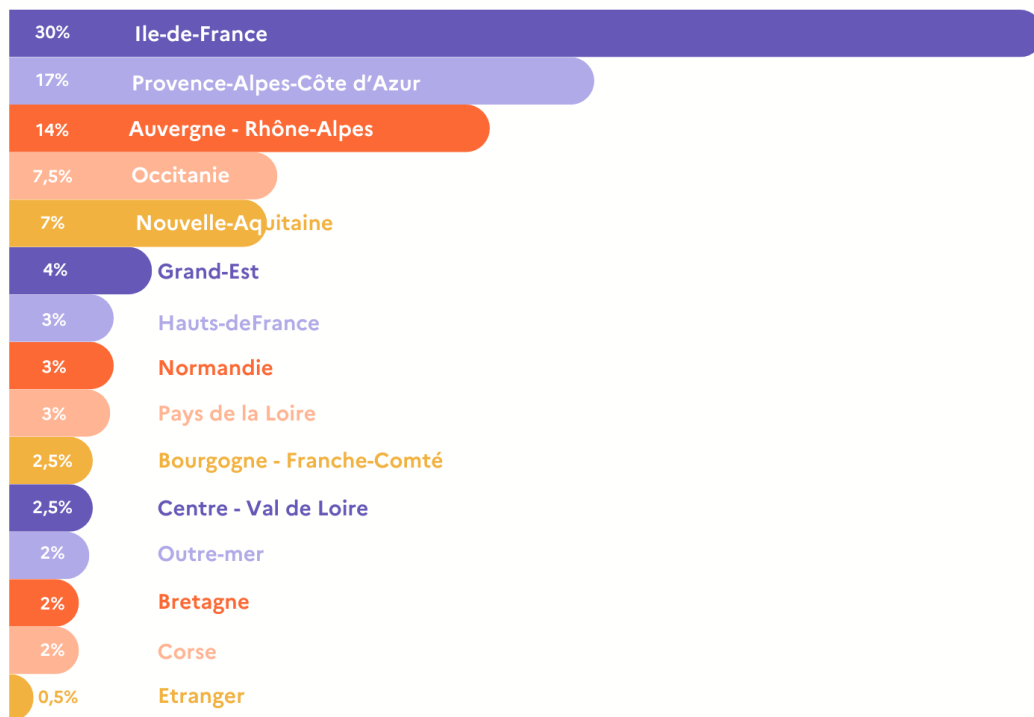 30% Ile-de-France
17% Provence-Alpes-Côte d’Azur
14% Auvergne - Rhône-Alpes
7,5% Occitanie
7% Nouvelle-Aquitaine
4% Grand-Est
3% Hauts-deFrance
3% Normandie
3% Pays de la Loire
2,5% Bourgogne - Franche-Comté
2,5% Centre - Val de Loire
2% Outre-mer
2% Bretagne
2% Corse
0,5% Etranger